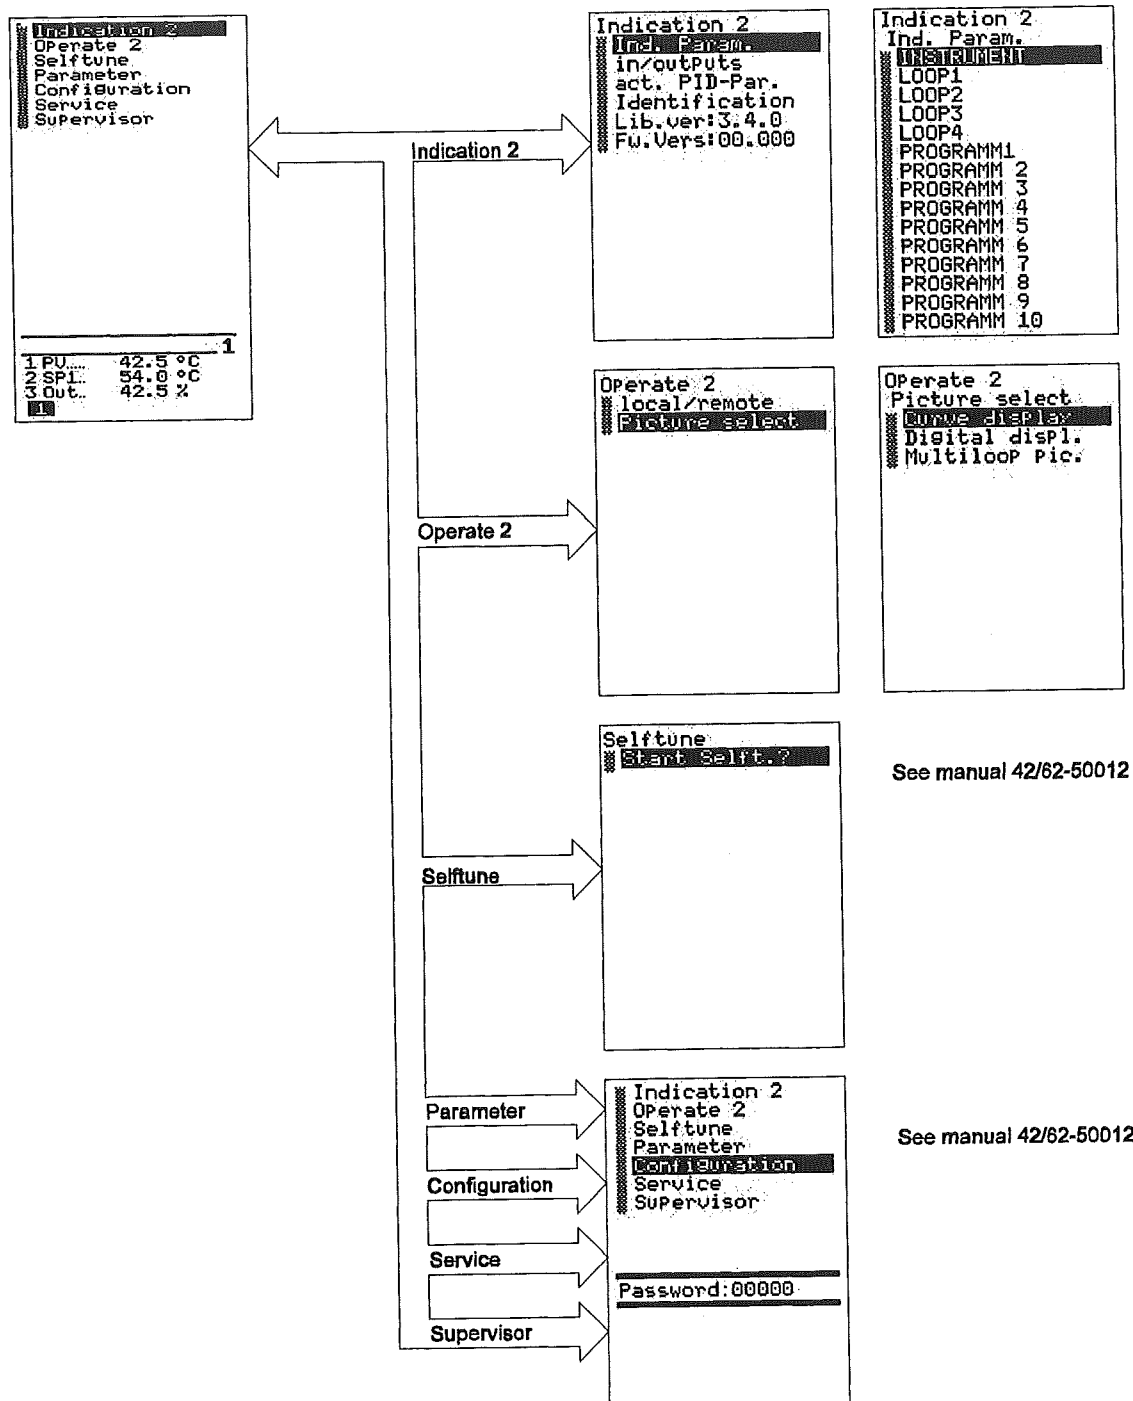 Indication 2
Operate 2
Selftune
Parameter
Configuration
Service
Supervisor
1
1 PV.... 42.5 °C
2 SP1.. 54.0 °C
3 Out.. 42.5 %
1
Indication 2
Indication 2
Ind. Param.
in/outputs
act. PID-Par.
Identification
Lib.ver:3.4.0
Fw.Vers:00.000
Indication 2
Ind. Param.
INSTRUMENT
LOOP1
LOOP2
LOOP3
LOOP4
PROGRAMM1
PROGRAMM 2
PROGRAMM 3
PROGRAMM 4
PROGRAMM 5
PROGRAMM 6
PROGRAMM 7
PROGRAMM 8
PROGRAMM 9
PROGRAMM 10
Operate 2
Operate 2
local/remote
Picture select
Operate 2
Picture select
Curve display
Digital displ.
Multiloop pic.
Selftune
Selftune
Start Selft.?
See manual 42/62-50012
Parameter
Configuration
Service
Supervisor
Indication 2
Operate 2
Selftune
Parameter
Configuration
Service
Supervisor
Password:00000
See manual 42/62-50012